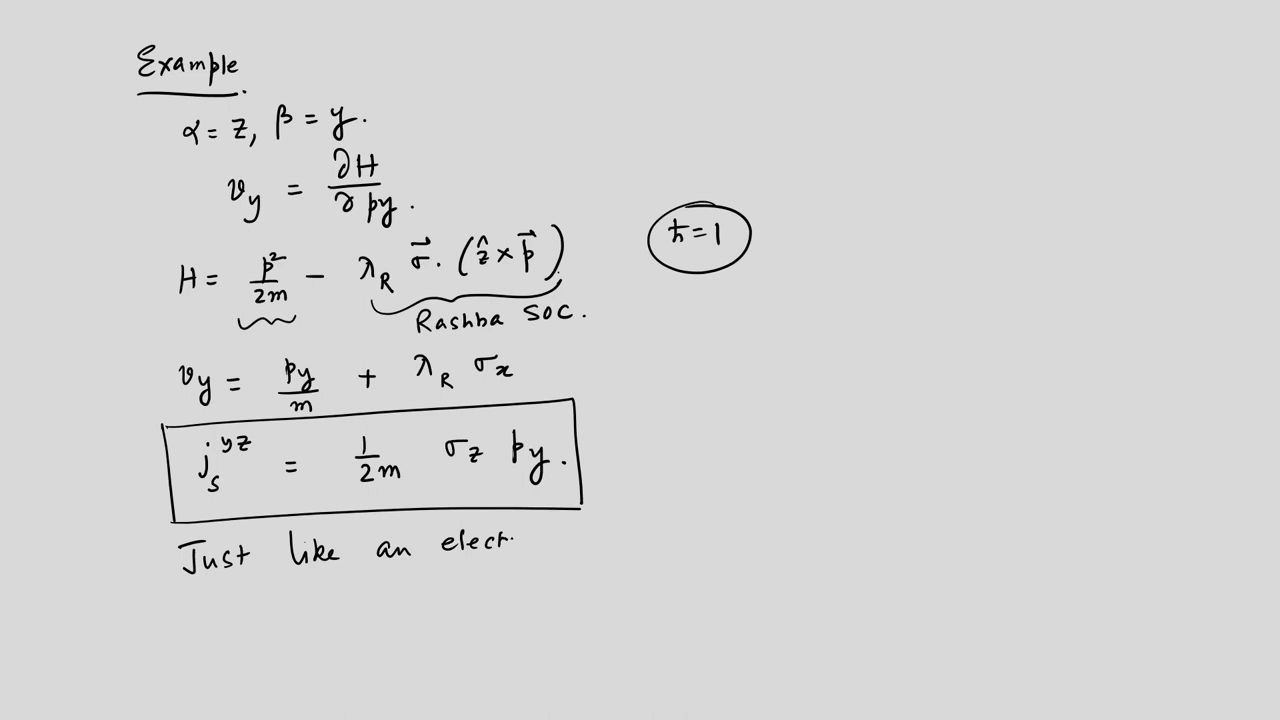 Example.
α = z, β = y.
v_y = ∂H / ∂p_y.
H = p²/2m − λ_R σ⃗ · (ẑ × p⃗)
ħ = 1
Rashba SOC.
v_y = p_y/m + λ_R σ_x
j_s^{yz} = 1/2m σ_z p_y.
Just like an elect